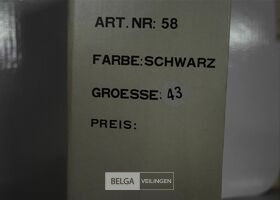 ART.NR: 58
FARBE:SCHWARZ
GROESSE: 43
PREIS:
BELGA VEILINGEN